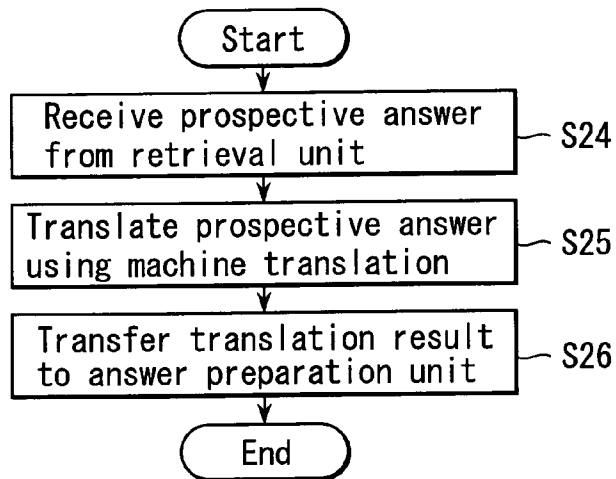 Start
Receive prospective answer
from retrieval unit
S24
Translate prospective answer
using machine translation
S25
Transfer translation result
to answer preparation unit
S26
End